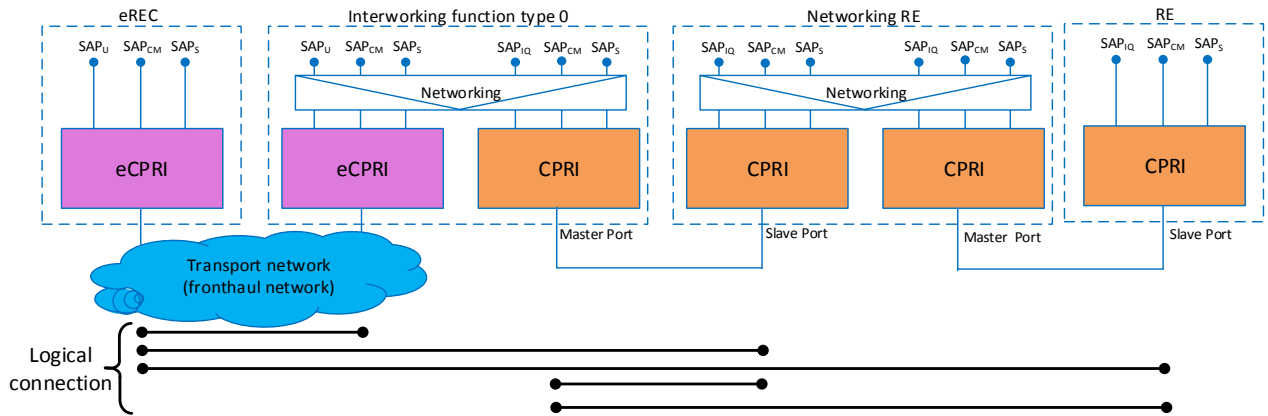 eREC
Interworking function type 0
Networking RE
RE
SAPU SAPCM SAPS
SAPU SAPCM SAPS
SAPIQ SAPCM SAPS
SAPIQ SAPCM SAPS
SAPIQ SAPCM SAPS
SAPIQ SAPCM SAPS
Networking
Networking
eCPRI
eCPRI
CPRI
CPRI
CPRI
CPRI
Master Port
Slave Port
Master Port
Slave Port
Transport network
(fronthaul network)
Logical
connection